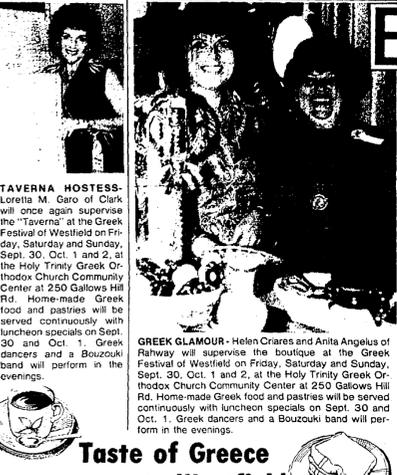 TAVERNA HOSTESS-
Loretta M. Garo of Clark
will once again supervise
the "Taverna" at the Greek
Festival of Westfield on Fri-
day, Saturday and Sunday,
Sept. 30, Oct. 1 and 2, at
the Holy Trinity Greek Or-
thodox Church Community
Center at 250 Gallows Hill
Rd. Home-made Greek
food and pastries will be
served continuously with
luncheon specials on Sept.
30 and Oct. 1. Greek
dancers and a Bouzouki
band will perform in the
evenings.
GREEK GLAMOUR - Helen Criares and Anita Angelus of
Rahway will supervise the boutique at the Greek
Festival of Westfield on Friday, Saturday and Sunday,
Sept. 30, Oct. 1 and 2, at the Holy Trinity Greek Or-
thodox Church Community Center at 250 Gallows Hill
Rd. Home-made Greek food and pastries will be served
continuously with luncheon specials on Sept. 30 and
Oct. 1. Greek dancers and a Bouzouki band will per-
form in the evenings.
Taste of Greece